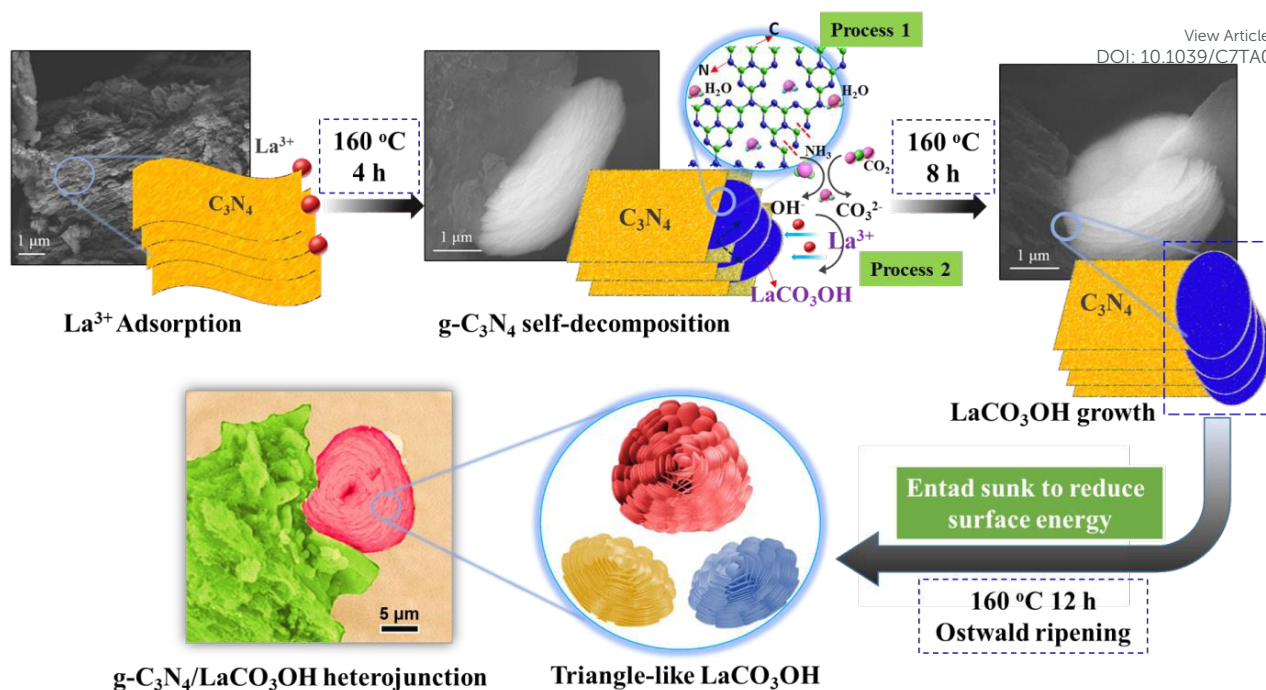 View Article
DOI: 10.1039/C7TA0
Process 1
C
N
H₂O
H₂O
La³⁺
160 °C
4 h
C₃N₄
1 μm
1 μm
NH₃
CO₂
160 °C
8 h
1 μm
C₃N₄
OH⁻
CO₃²⁻
La³⁺
Process 2
LaCO₃OH
C₃N₄
La³⁺ Adsorption
g-C₃N₄ self-decomposition
LaCO₃OH growth
Entad sunk to reduce
surface energy
160 °C 12 h
Ostwald ripening
5 μm
g-C₃N₄/LaCO₃OH heterojunction
Triangle-like LaCO₃OH